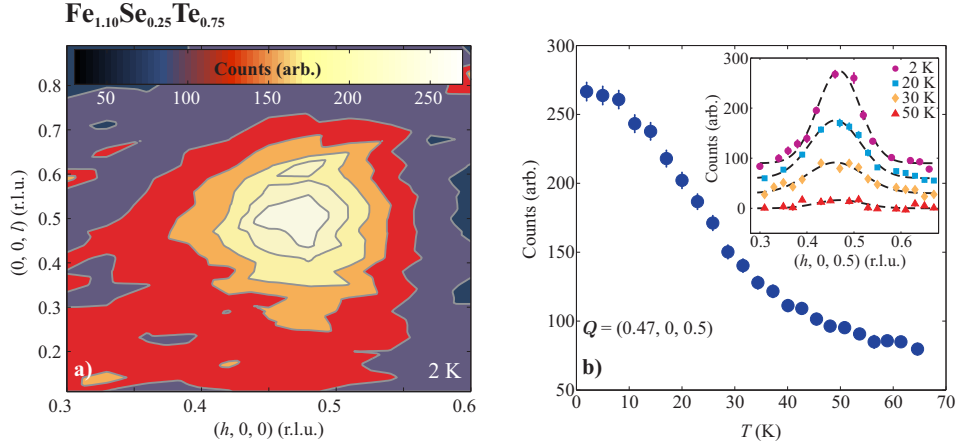 Fe1.10Se0.25Te0.75
Counts (arb.)
50 100 150 200 250
(0, 0, l) (r.l.u.)
0.8
0.7
0.6
0.5
0.4
0.3
0.2
a)
2 K
0.3 0.4 0.5 0.6
(h, 0, 0) (r.l.u.)
Counts (arb.)
300
250
200
150
100
50
Q = (0.47, 0, 0.5)
b)
0 10 20 30 40 50 60 70
T (K)
Counts (arb.)
300
200
100
0
2 K
20 K
30 K
50 K
0.3 0.4 0.5 0.6
(h, 0, 0.5) (r.l.u.)